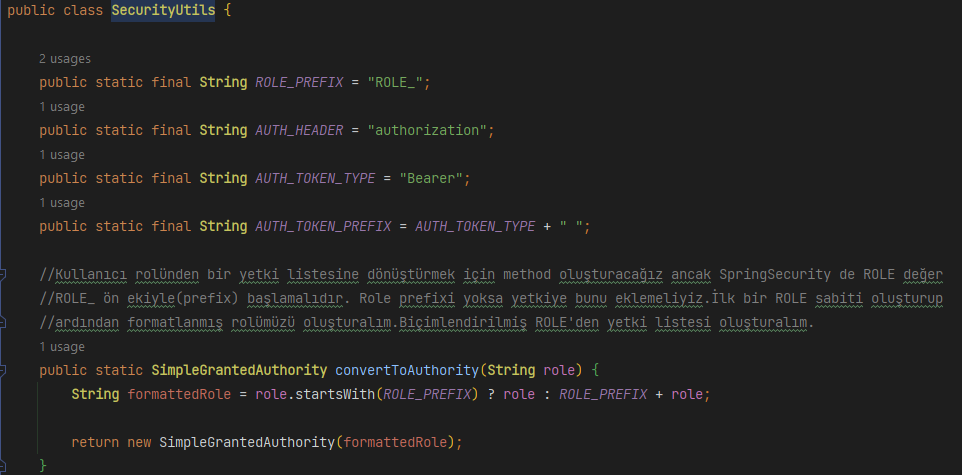 public class SecurityUtils {
2 usages
public static final String ROLE_PREFIX = "ROLE_";
1 usage
public static final String AUTH_HEADER = "authorization";
1 usage
public static final String AUTH_TOKEN_TYPE = "Bearer";
1 usage
public static final String AUTH_TOKEN_PREFIX = AUTH_TOKEN_TYPE + " ";
//Kullanıcı rolünden bir yetki listesine dönüştürmek için method oluşturacağız ancak SpringSecurity de ROLE değer
//ROLE_ ön ekiyle(prefix) başlamalıdır. Role prefixi yoksa yetkiye bunu eklemeliyiz.İlk bir ROLE sabiti oluşturup
//ardından formatlanmış rolümüzü oluşturalım.Biçimlendirilmiş ROLE'den yetki listesi oluşturalım.
1 usage
public static SimpleGrantedAuthority convertToAuthority(String role) {
String formattedRole = role.startsWith(ROLE_PREFIX) ? role : ROLE_PREFIX + role;
return new SimpleGrantedAuthority(formattedRole);
}